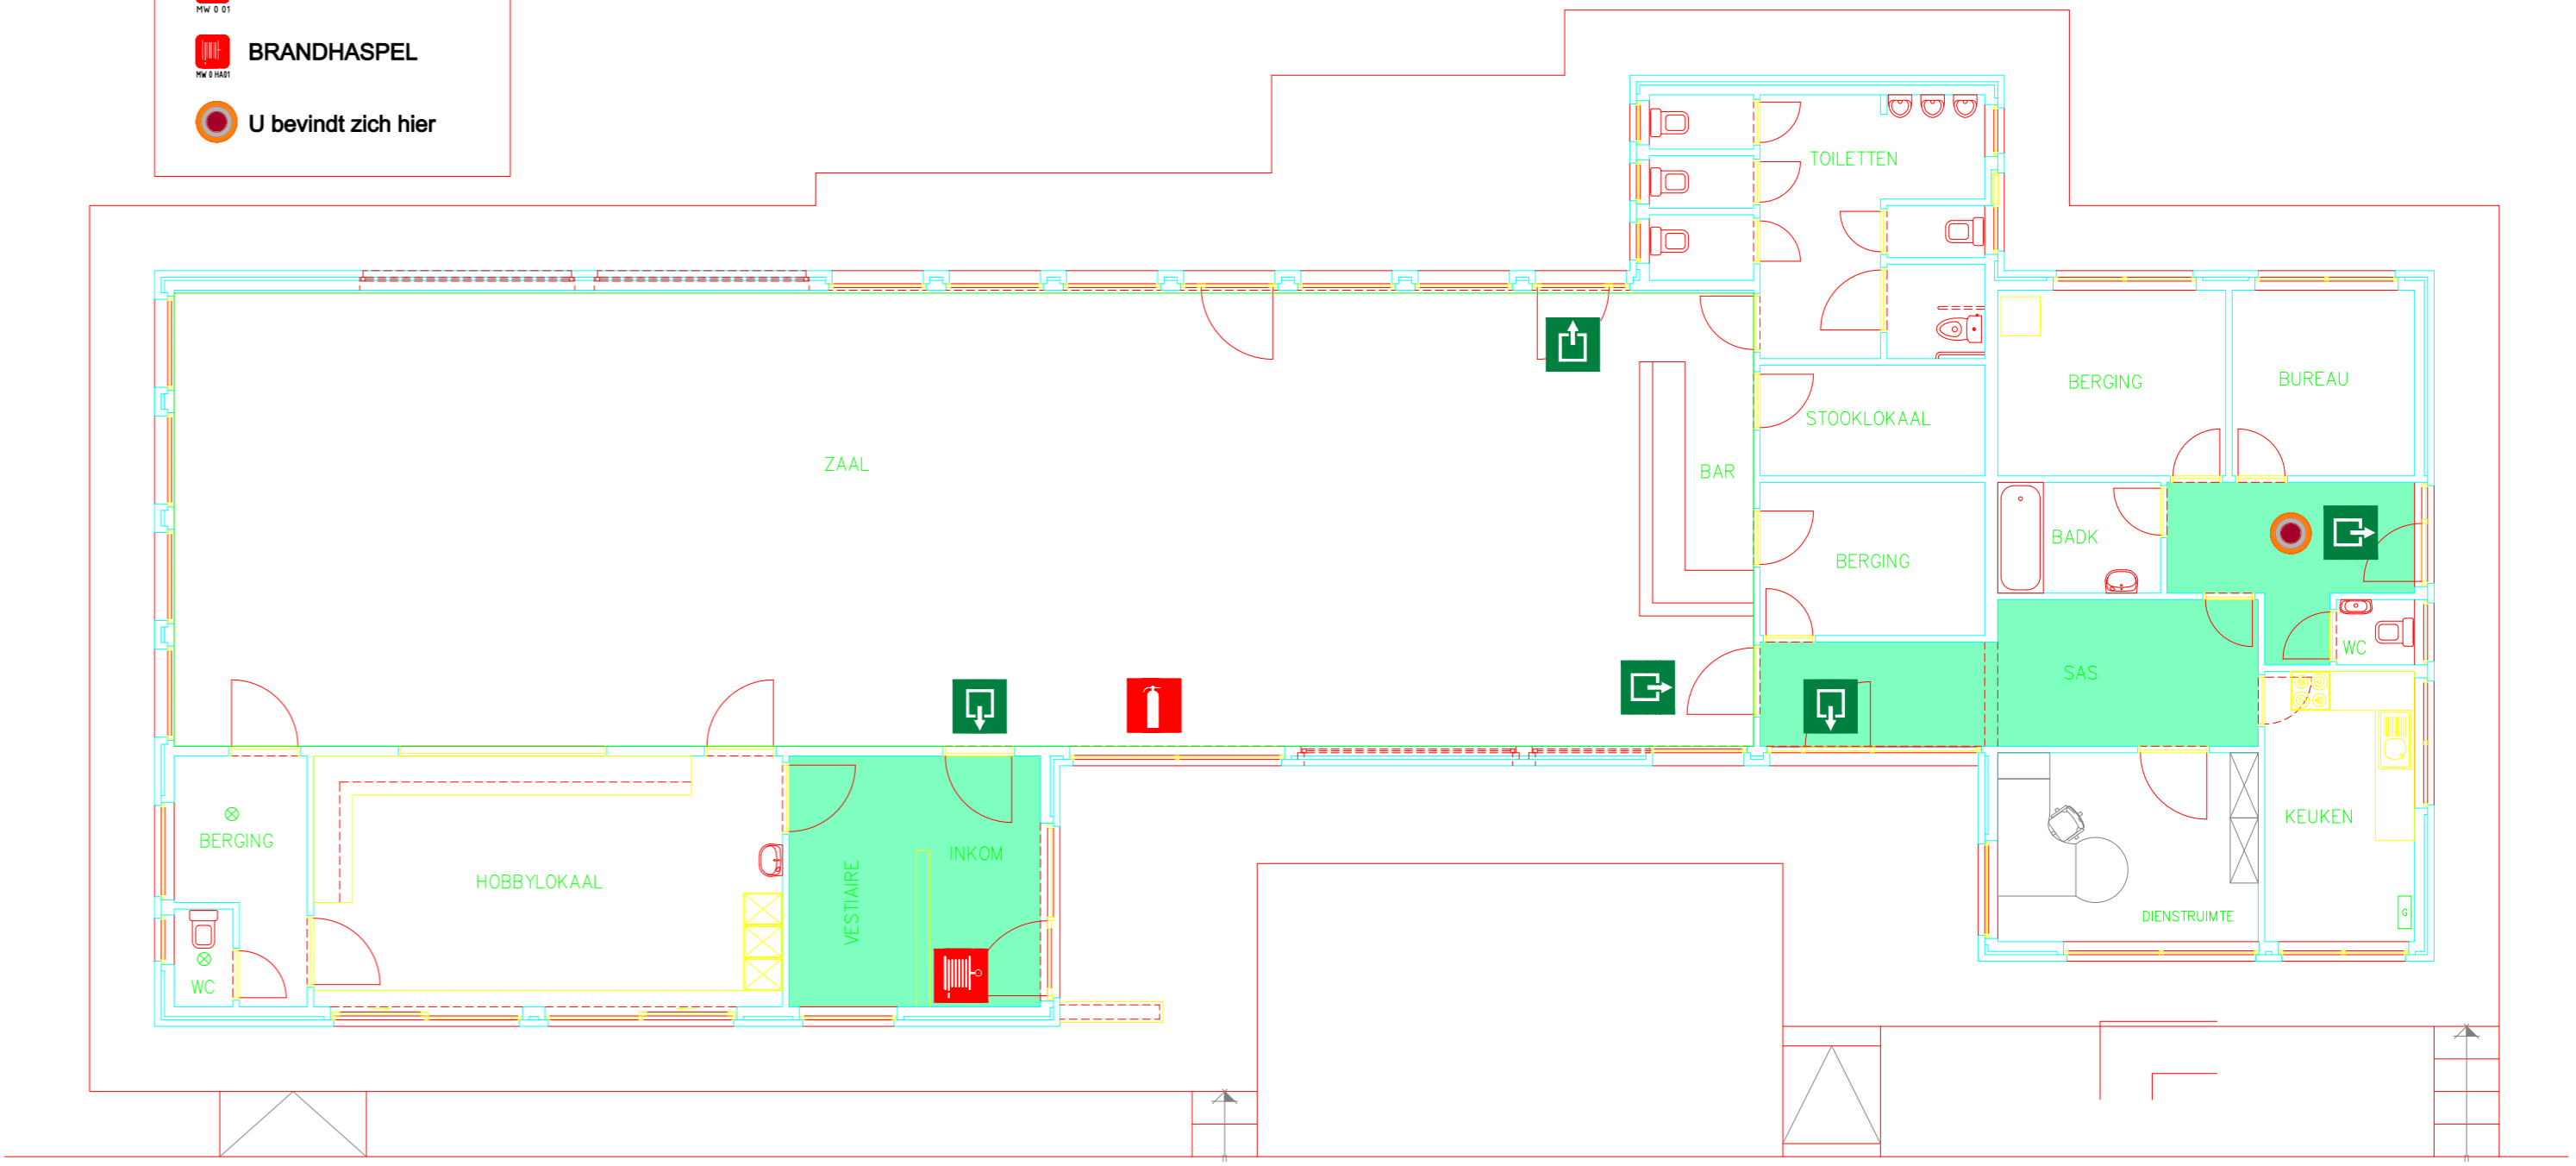 MW 0 01
BRANDHASPEL
MW 0 HA01
U bevindt zich hier
TOILETTEN
BERGING
BUREAU
STOOKLOKAAL
ZAAL
BAR
BADK
BERGING
WC
SAS
KEUKEN
BERGING
INKOM
HOBBYLOKAAL
VESTIAIRE
DIENSTRUIMTE
G
WC